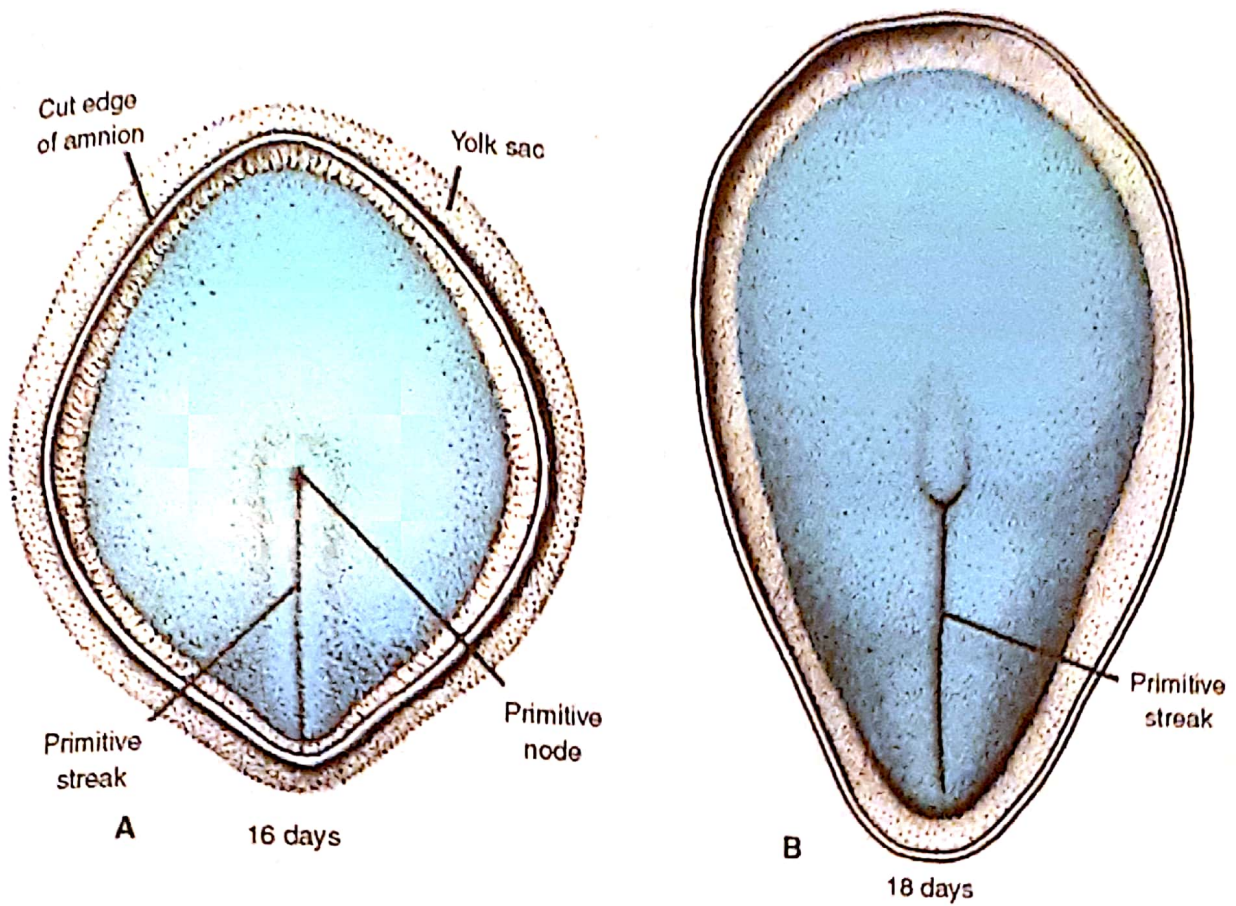 Cut edge
of amnion
Yolk sac
Primitive
streak
Primitive
node
A
16 days
Primitive
streak
B
18 days